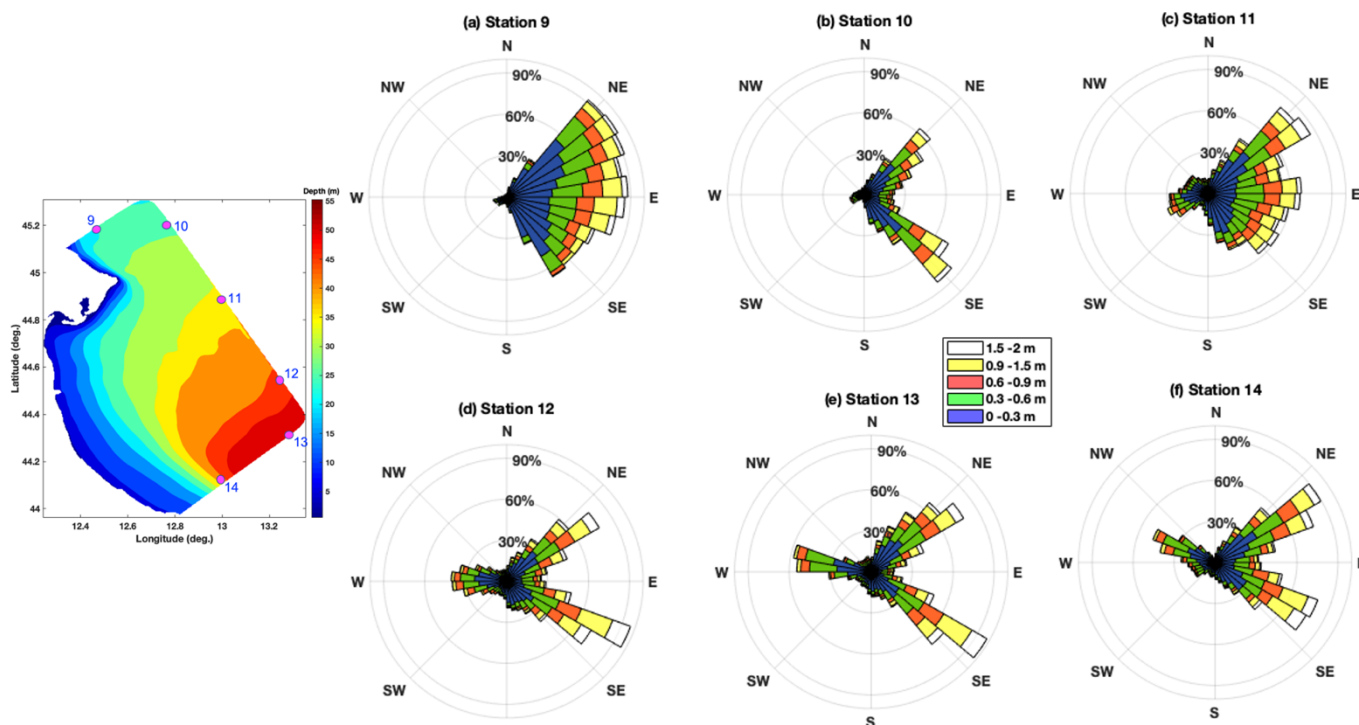 (a) Station 9
N
NE
E
SE
S
SW
W
NW
90%
60%
30%
(b) Station 10
N
NE
E
SE
S
SW
W
NW
90%
60%
30%
(c) Station 11
N
NE
E
SE
S
SW
W
NW
90%
60%
30%
Depth (m)
55
50
45
40
35
30
25
20
15
10
5
45.2
45
44.8
44.6
44.4
44.2
44
Latitude (deg.)
12.4
12.6
12.8
13
13.2
Longitude (deg.)
9
10
11
12
13
14
1.5 -2 m
0.9 -1.5 m
0.6 -0.9 m
0.3 -0.6 m
0 -0.3 m
(d) Station 12
N
NE
E
SE
S
SW
W
NW
90%
60%
30%
(e) Station 13
N
NE
E
SE
S
SW
W
NW
90%
60%
30%
(f) Station 14
N
NE
SE
S
SW
W
NW
90%
60%
30%